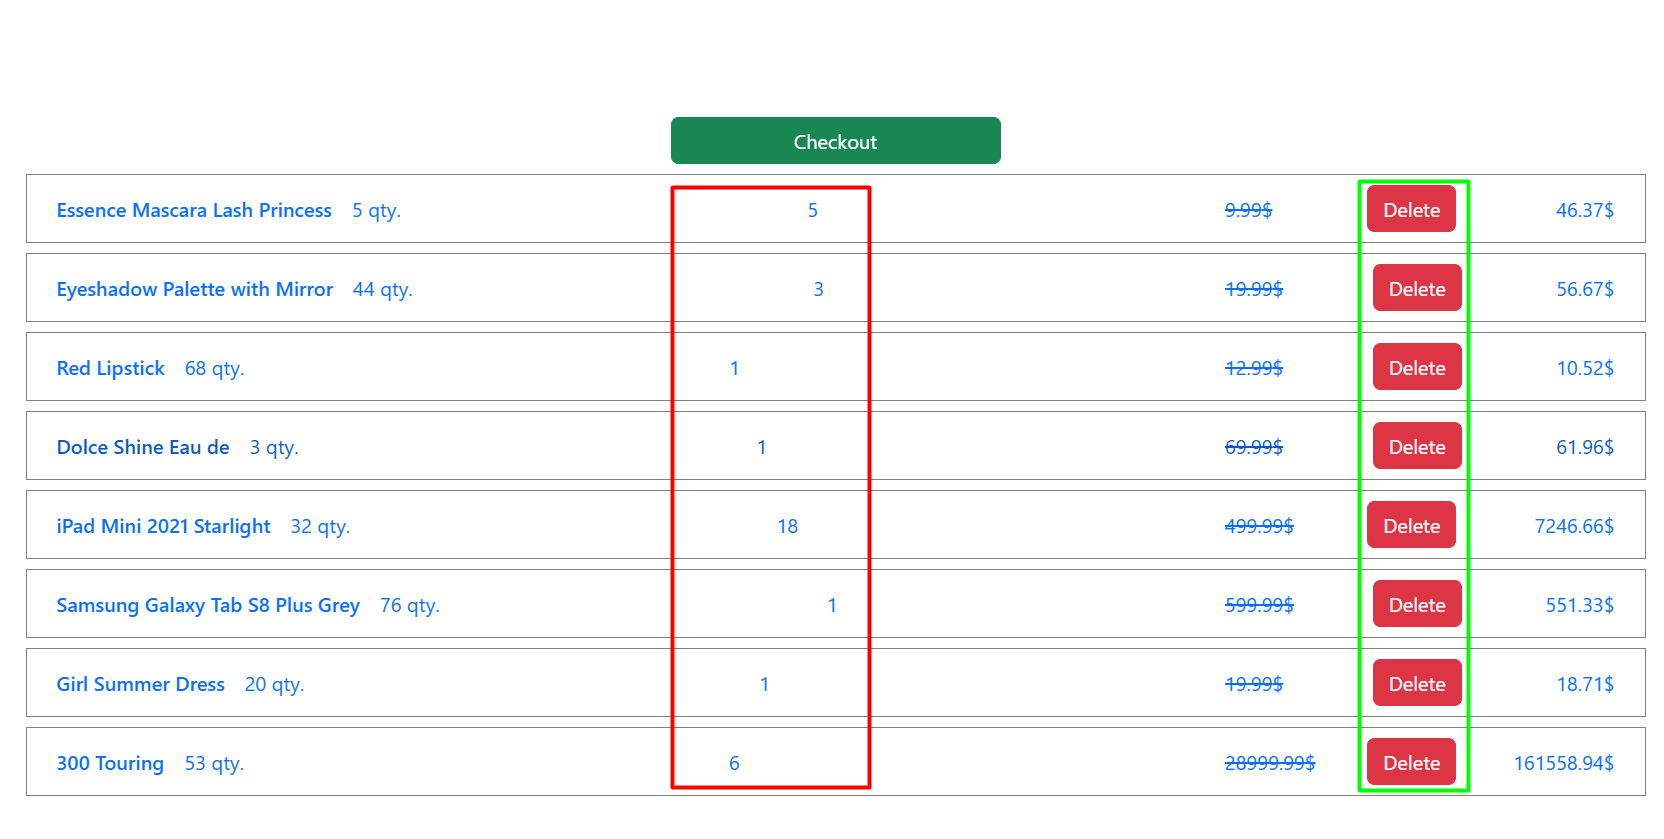 Checkout
Essence Mascara Lash Princess 5 qty. 5 9.99$ Delete 46.37$
Eyeshadow Palette with Mirror 44 qty. 3 19.99$ Delete 56.67$
Red Lipstick 68 qty. 1 12.99$ Delete 10.52$
Dolce Shine Eau de 3 qty. 1 69.99$ Delete 61.96$
iPad Mini 2021 Starlight 32 qty. 18 499.99$ Delete 7246.66$
Samsung Galaxy Tab S8 Plus Grey 76 qty. 1 599.99$ Delete 551.33$
Girl Summer Dress 20 qty. 1 19.99$ Delete 18.71$
300 Touring 53 qty. 6 28999.99$ Delete 161558.94$